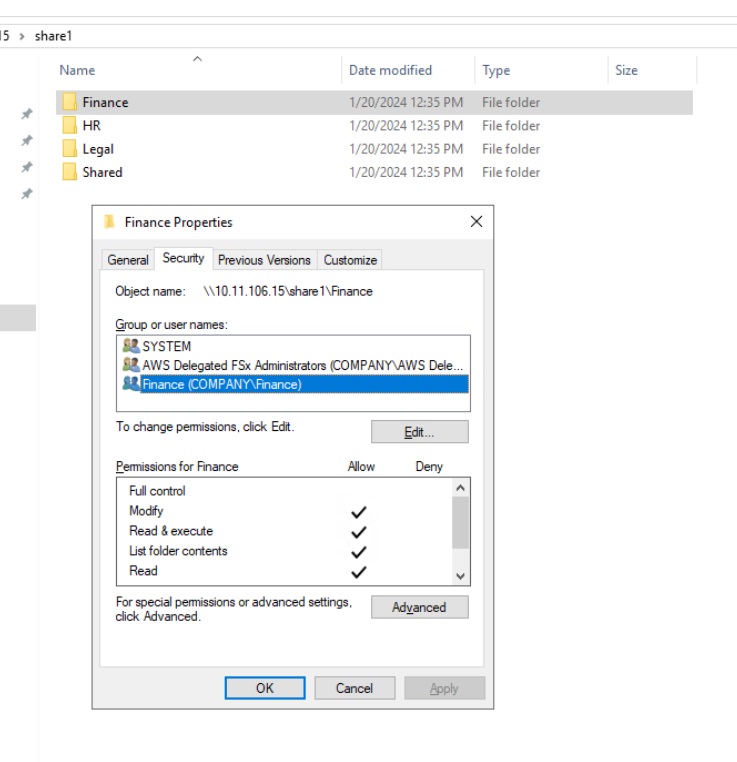 15 > share1
Name Date modified Type Size
Finance 1/20/2024 12:35 PM File folder
HR 1/20/2024 12:35 PM File folder
Legal 1/20/2024 12:35 PM File folder
Shared 1/20/2024 12:35 PM File folder
Finance Properties
General Security Previous Versions Customize
Object name: \\10.11.106.15\share1\Finance
Group or user names:
SYSTEM
AWS Delegated FSx Administrators (COMPANY\AWS Dele...
Finance (COMPANY\Finance)
To change permissions, click Edit.
Edit...
Permissions for Finance Allow Deny
Full control
Modify
Read & execute
List folder contents
Read
For special permissions or advanced settings,
click Advanced.
Advanced
OK Cancel Apply